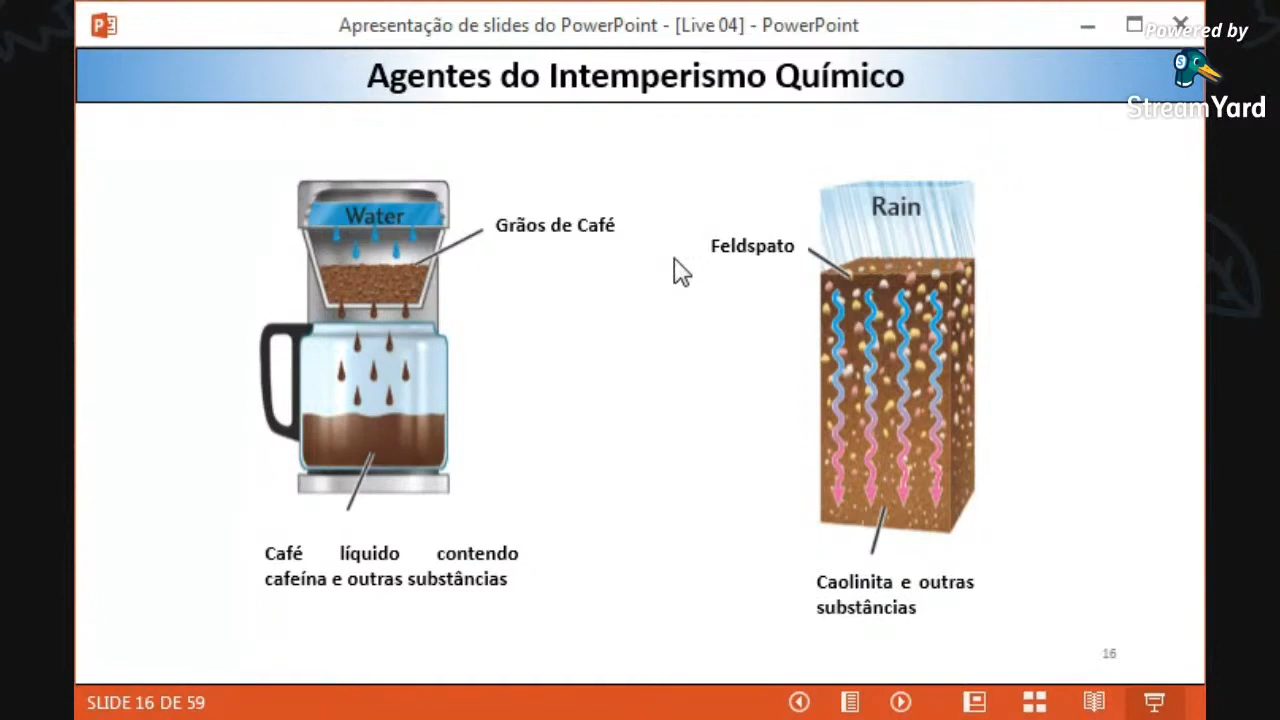 Apresentação de slides do PowerPoint - [Live 04] - PowerPoint
Powered by
StreamYard
Agentes do Intemperismo Químico
Water
Grãos de Café
Café líquido contendo
cafeína e outras substâncias
Rain
Feldspato
Caolinita e outras
substâncias
16
SLIDE 16 DE 59